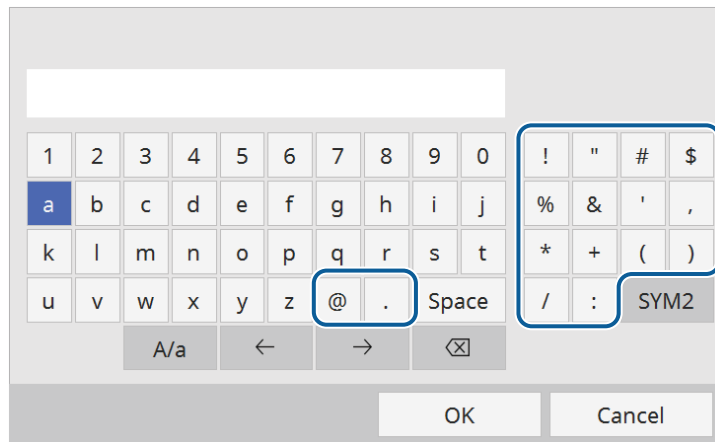 1 2 3 4 5 6 7 8 9 0 ! " # $
a b c d e f g h i j % & ' ,
k l m n o p q r s t * + ( )
u v w x y z @ . Space / : SYM2
A/a ← → ⌫
OK Cancel